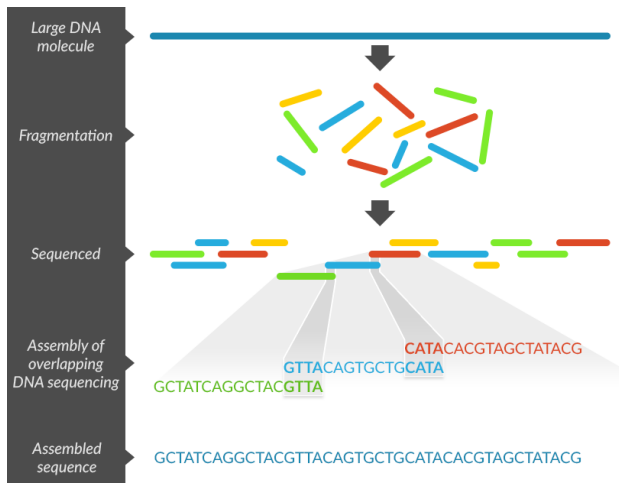 Large DNA
molecule
Fragmentation
Sequenced
Assembly of
overlapping
DNA sequencing
CATACACGTAGCTATACG
GTTACAGTGCTGCATA
GCTATCAGGCTACGTTA
Assembled
sequence
GCTATCAGGCTACGTTACAGTGCTGCATACACGTAGCTATACG